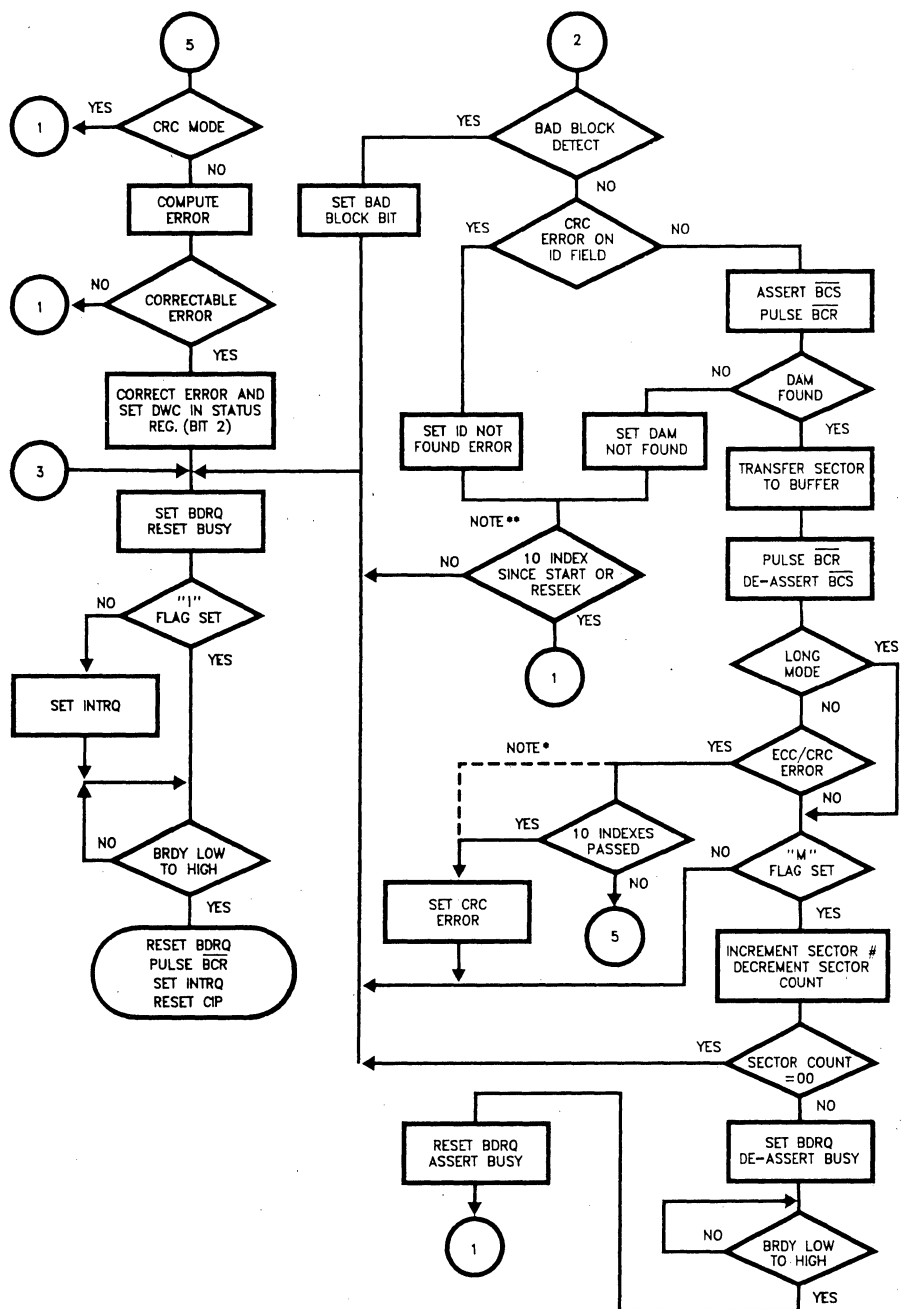 5
YES
1
CRC MODE
NO
COMPUTE
ERROR
NO
1
CORRECTABLE
ERROR
YES
CORRECT ERROR AND
SET DWC IN STATUS
REG. (BIT 2)
3
SET BDRQ
RESET BUSY
NO
"I"
FLAG SET
YES
SET INTRQ
NO
BRDY LOW
TO HIGH
YES
RESET BDRQ
PULSE B̅C̅R̅
SET INTRQ
RESET CIP
2
YES
BAD BLOCK
DETECT
NO
SET BAD
BLOCK BIT
YES
CRC
ERROR ON
ID FIELD
NO
ASSERT B̅C̅S̅
PULSE B̅C̅R̅
NO
DAM
FOUND
YES
SET ID NOT
FOUND ERROR
SET DAM
NOT FOUND
TRANSFER SECTOR
TO BUFFER
NOTE**
NO
10 INDEX
SINCE START OR
RESEEK
YES
1
PULSE B̅C̅R̅
DE-ASSERT B̅C̅S̅
LONG
MODE
YES
NO
NOTE*
YES
ECC/CRC
ERROR
NO
YES
10 INDEXES
PASSED
NO
5
SET CRC
ERROR
NO
"M"
FLAG SET
YES
INCREMENT SECTOR #
DECREMENT SECTOR
COUNT
YES
SECTOR COUNT
=00
NO
RESET BDRQ
ASSERT BUSY
1
SET BDRQ
DE-ASSERT BUSY
NO
BRDY LOW
TO HIGH
YES